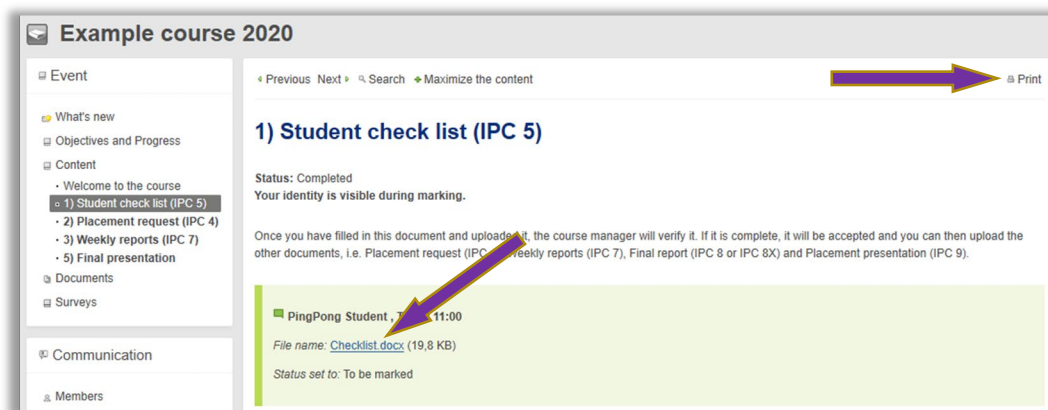 Example course 2020
Event
What's new
Objectives and Progress
Content
Welcome to the course
1) Student check list (IPC 5)
2) Placement request (IPC 4)
3) Weekly reports (IPC 7)
5) Final presentation
Documents
Surveys
Communication
Members
Previous Next Search Maximize the content
Print
1) Student check list (IPC 5)
Status: Completed
Your identity is visible during marking.
Once you have filled in this document and uploaded it, the course manager will verify it. If it is complete, it will be accepted and you can then upload the
other documents, i.e. Placement request (IPC Weekly reports (IPC 7), Final report (IPC 8 or IPC 8X) and Placement presentation (IPC 9).
PingPong Student , 11:00
File name: Checklist.docx (19,8 KB)
Status set to: To be marked